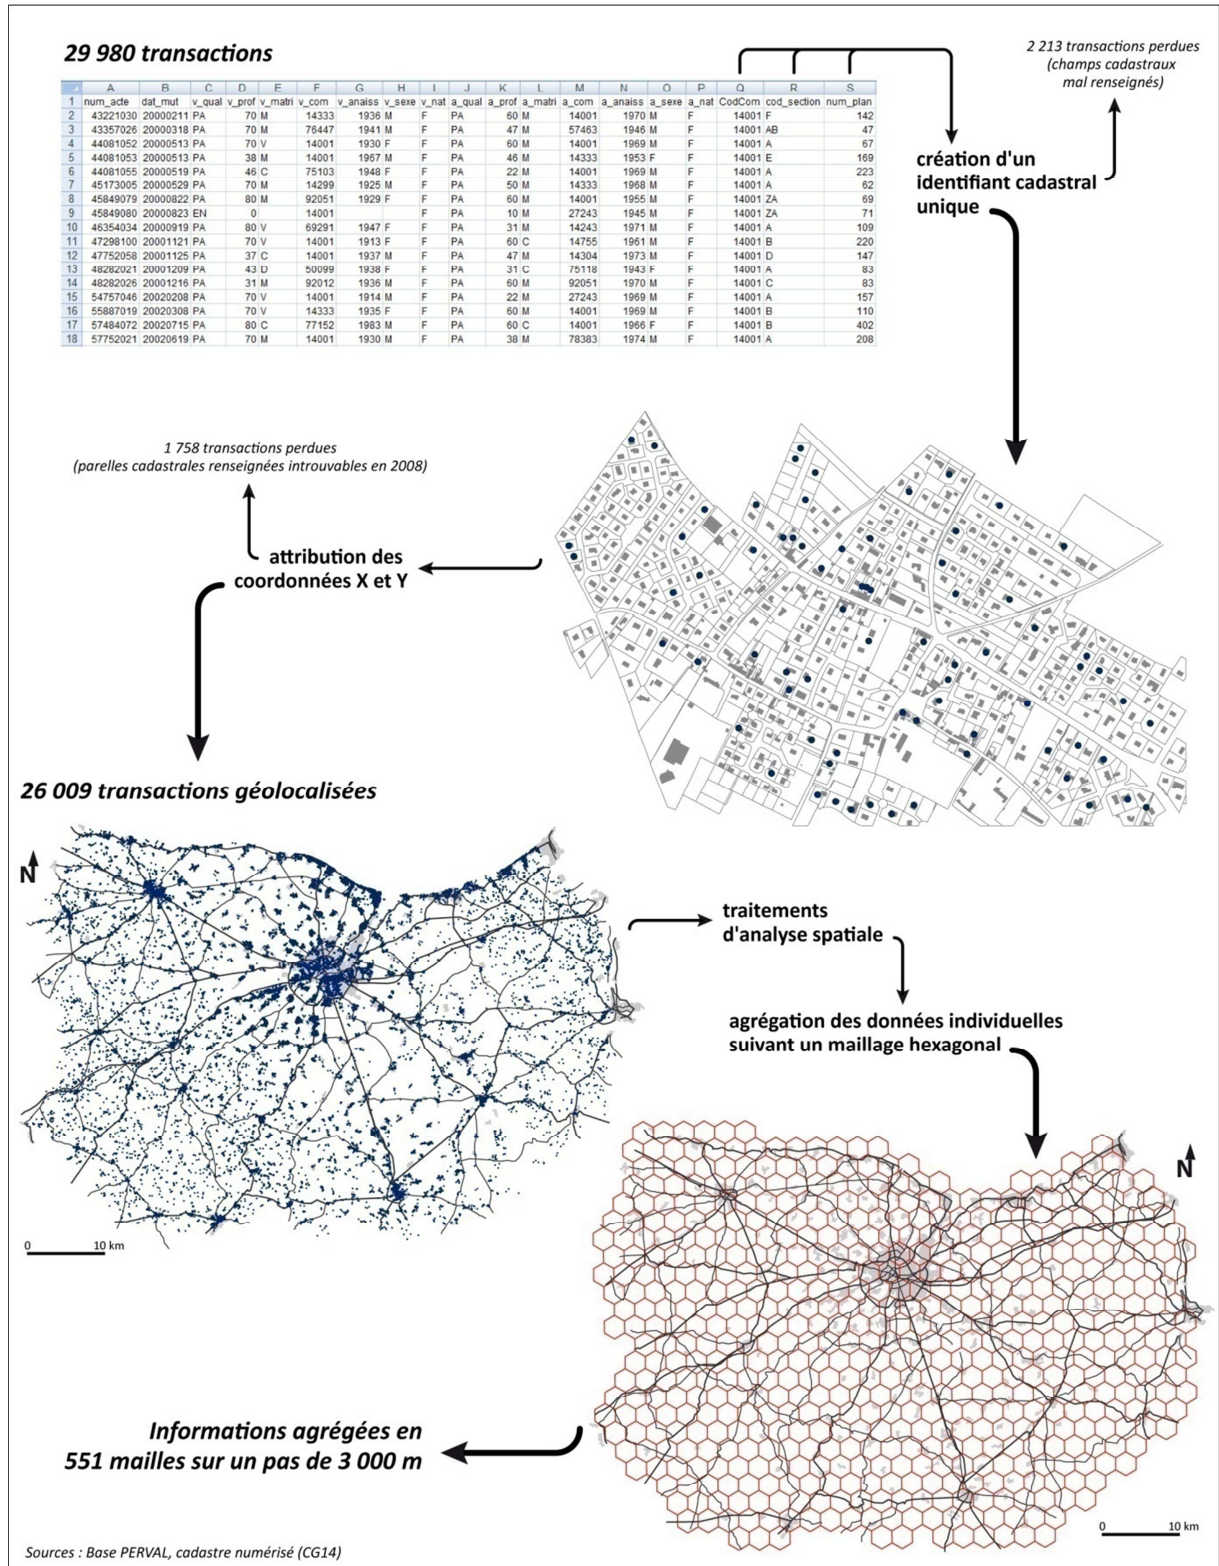 29 980 transactions
2 213 transactions perdues
(champs cadastraux
mal renseignés)
A B C D E F G H I J K L M N O P Q R S
1 num_acte dat_mut v_qual v_prof v_matri v_com v_anaiss v_sexe v_nat a_qual a_prof a_matri a_com a_anaiss a_sexe a_nat CodCom cod_section num_plan
2 43221030 20000211 PA 70 M 14333 1936 M F PA 60 M 14001 1970 M F 14001 F 142
3 43357026 20000318 PA 70 M 76447 1941 M F PA 47 M 57463 1946 M F 14001 AB 47
4 44081052 20000513 PA 70 V 14001 1930 F F PA 60 M 14001 1969 M F 14001 A 67
5 44081053 20000513 PA 38 M 14001 1967 M F PA 46 M 14333 1953 F F 14001 E 169
6 44081055 20000519 PA 46 C 75103 1948 F F PA 22 M 14001 1969 M F 14001 A 223
7 45173005 20000529 PA 70 M 14299 1925 M F PA 50 M 14333 1968 M F 14001 A 62
8 45849079 20000822 PA 80 M 92051 1929 F F PA 60 M 14001 1955 M F 14001 ZA 69
9 45849080 20000823 EN 0 14001 F PA 10 M 27243 1945 M F 14001 ZA 71
10 46354034 20000919 PA 80 V 69291 1947 F F PA 31 M 14243 1971 M F 14001 A 109
11 47298100 20001121 PA 70 V 14001 1913 F F PA 60 C 14755 1961 M F 14001 B 220
12 47752058 20001125 PA 37 C 14001 1937 M F PA 47 M 14304 1973 M F 14001 D 147
13 48282021 20001209 PA 43 D 50099 1938 F F PA 31 C 75118 1943 F F 14001 A 83
14 48282026 20001216 PA 31 M 92012 1936 M F PA 60 M 92051 1970 M F 14001 C 83
15 54757046 20020208 PA 70 V 14001 1914 M F PA 22 M 27243 1969 M F 14001 A 157
16 55887019 20020308 PA 70 V 14333 1935 F F PA 60 M 14001 1969 M F 14001 B 110
17 57484072 20020715 PA 80 C 77152 1983 M F PA 60 C 14001 1966 F F 14001 B 402
18 57752021 20020619 PA 70 M 14001 1930 M F PA 38 M 78383 1974 M F 14001 A 208
création d'un
identifiant cadastral
unique
1 758 transactions perdues
(parelles cadastrales renseignées introuvables en 2008)
attribution des
coordonnées X et Y
26 009 transactions géolocalisées
N
0 10 km
traitements
d'analyse spatiale
agrégation des données individuelles
suivant un maillage hexagonal
N
0 10 km
Informations agrégées en
551 mailles sur un pas de 3 000 m
Sources : Base PERVAL, cadastre numérisé (CG14)